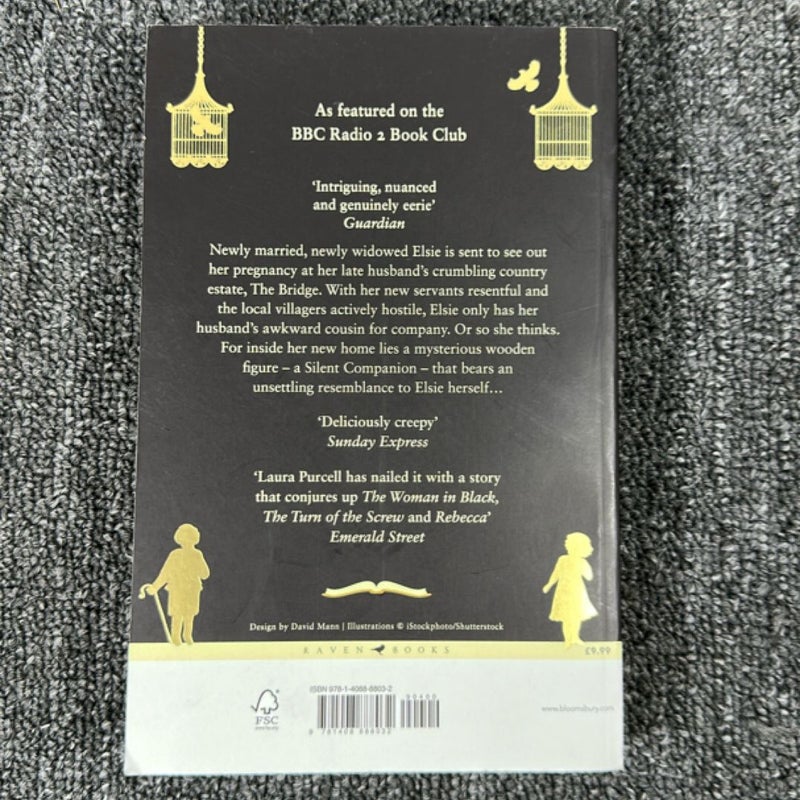 As featured on the
BBC Radio 2 Book Club
‘Intriguing, nuanced
and genuinely eerie’
Guardian
Newly married, newly widowed Elsie is sent to see out
her pregnancy at her late husband’s crumbling country
estate, The Bridge. With her new servants resentful and
the local villagers actively hostile, Elsie only has her
husband’s awkward cousin for company. Or so she thinks.
For inside her new home lies a mysterious wooden
figure – a Silent Companion – that bears an
unsettling resemblance to Elsie herself…
‘Deliciously creepy’
Sunday Express
‘Laura Purcell has nailed it with a story
that conjures up The Woman in Black,
The Turn of the Screw and Rebecca’
Emerald Street
Design by David Mann | Illustrations © iStockphoto/Shutterstock
RAVEN BOOKS
£9.99
ISBN 978-1-4088-8803-2
90400
FSC
www.bloomsbury.com
9 781408 888032